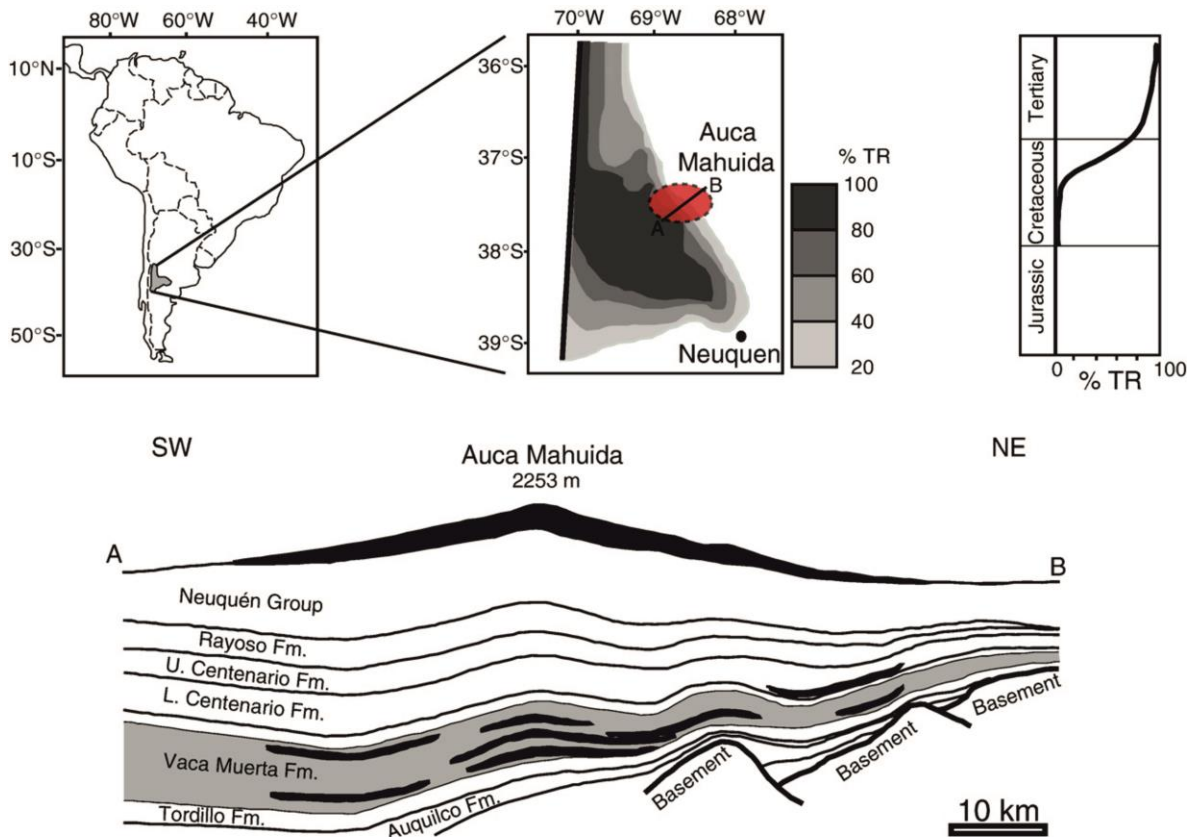 80°W 60°W 40°W
10°N
10°S
30°S
50°S
70°W 69°W 68°W
36°S
37°S
38°S
39°S
Auca
Mahuida
B
A
Neuquen
% TR
100
80
60
40
20
Tertiary
Cretaceous
Jurassic
0 100
% TR
SW NE
Auca Mahuida
2253 m
A B
Neuquén Group
Rayoso Fm.
U. Centenario Fm.
L. Centenario Fm.
Vaca Muerta Fm.
Tordillo Fm.
Auquilco Fm.
Basement
Basement
Basement
10 km